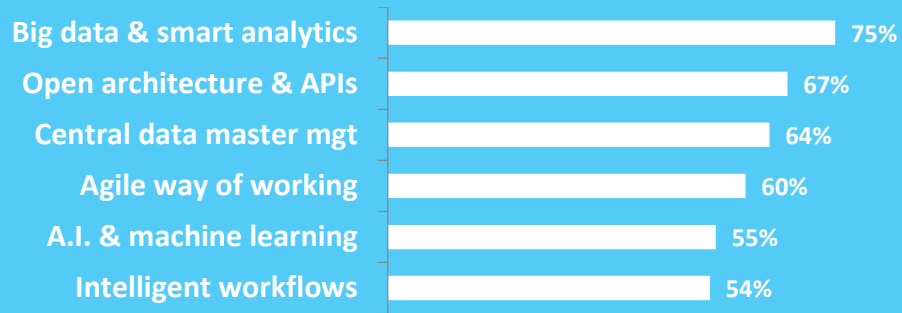 Big data & smart analytics 75%
Open architecture & APIs 67%
Central data master mgt 64%
Agile way of working 60%
A.I. & machine learning 55%
Intelligent workflows 54%